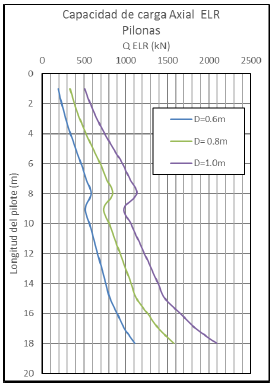 Capacidad de carga Axial ELR
Pilonas
Q ELR (kN)
0 500 1000 1500 2000 2500
0
2
4
6
8
10
12
14
16
18
20
Longitud del pilote (m)
D=0.6m
D= 0.8m
D=1.0m